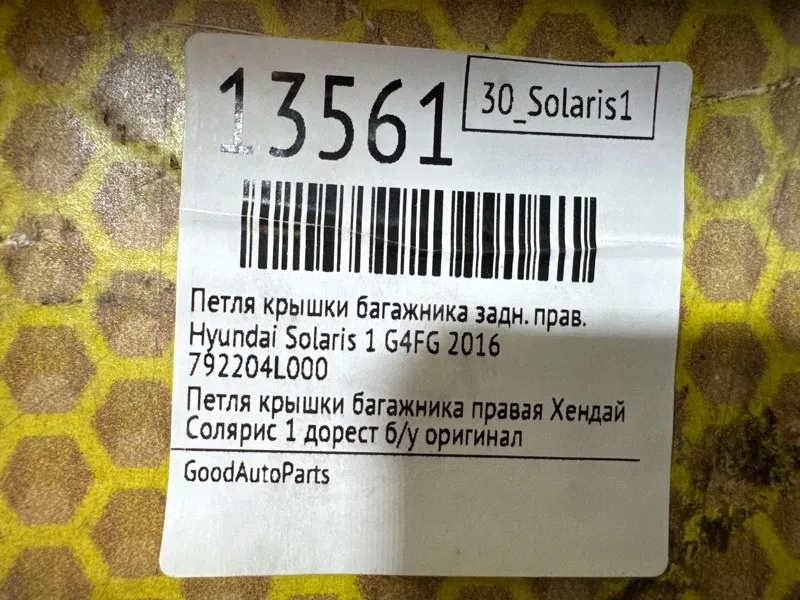 13561
30_Solaris1
Петля крышки багажника задн. прав.
Hyundai Solaris 1 G4FG 2016
792204L000
Петля крышки багажника правая Хендай
Солярис 1 дорест б/у оригинал
GoodAutoParts